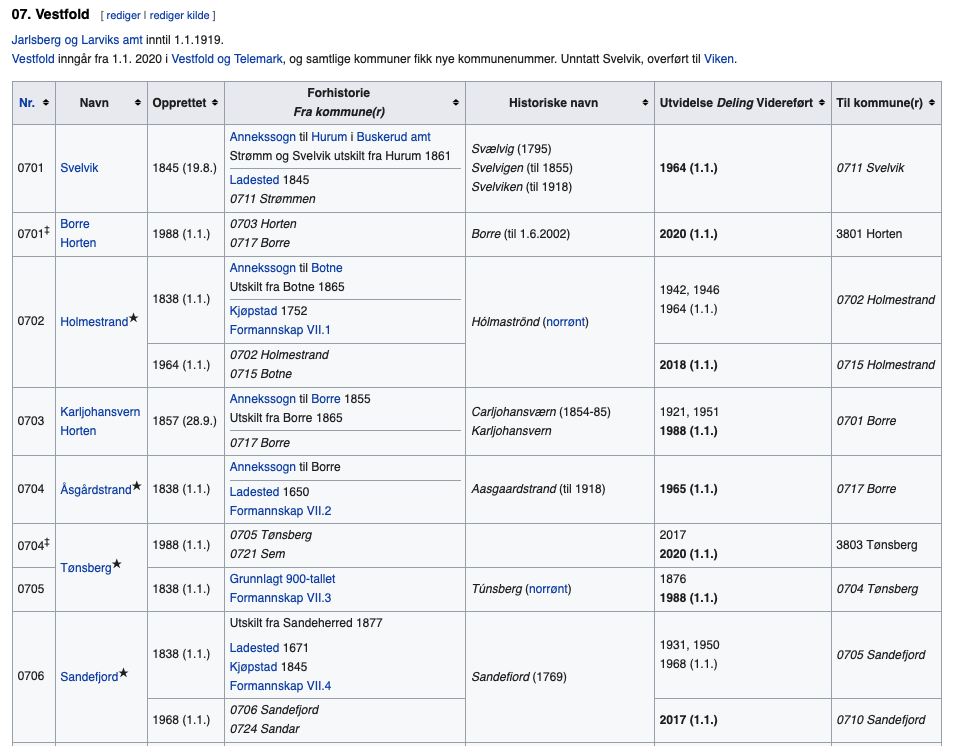 07. Vestfold [ rediger | rediger kilde ]
Jarlsberg og Larviks amt inntil 1.1.1919.
Vestfold inngår fra 1.1. 2020 i Vestfold og Telemark, og samtlige kommuner fikk nye kommunenummer. Unntatt Svelvik, overført til Viken.
Nr. Navn Opprettet Forhistorie Fra kommune(r) Historiske navn Utvidelse Deling Videreført Til kommune(r)
0701 Svelvik 1845 (19.8.)
Annekssogn til Hurum i Buskerud amt
Strømm og Svelvik utskilt fra Hurum 1861
Ladested 1845
0711 Strømmen
Svælvig (1795)
Svelvigen (til 1855)
Svelviken (til 1918)
1964 (1.1.) 0711 Svelvik
0701‡
Borre
Horten
1988 (1.1.)
0703 Horten
0717 Borre
Borre (til 1.6.2002) 2020 (1.1.) 3801 Horten
0702 Holmestrand★
1838 (1.1.)
Annekssogn til Botne
Utskilt fra Botne 1865
Kjøpstad 1752
Formannskap VII.1
Hólmaströnd (norrønt)
1942, 1946
1964 (1.1.)
0702 Holmestrand
1964 (1.1.)
0702 Holmestrand
0715 Botne
2018 (1.1.) 0715 Holmestrand
0703
Karljohansvern
Horten
1857 (28.9.)
Annekssogn til Borre 1855
Utskilt fra Borre 1865
0717 Borre
Carljohansværn (1854-85)
Karljohansvern
1921, 1951
1988 (1.1.)
0701 Borre
0704 Åsgårdstrand★ 1838 (1.1.)
Annekssogn til Borre
Ladested 1650
Formannskap VII.2
Aasgaardstrand (til 1918) 1965 (1.1.) 0717 Borre
0704‡ Tønsberg★ 1988 (1.1.)
0705 Tønsberg
0721 Sem
2017
2020 (1.1.)
3803 Tønsberg
0705 1838 (1.1.)
Grunnlagt 900-tallet
Formannskap VII.3
Túnsberg (norrønt)
1876
1988 (1.1.)
0704 Tønsberg
0706 Sandefjord★
1838 (1.1.)
Utskilt fra Sandeherred 1877
Ladested 1671
Kjøpstad 1845
Formannskap VII.4
Sandefiord (1769)
1931, 1950
1968 (1.1.)
0705 Sandefjord
1968 (1.1.)
0706 Sandefjord
0724 Sandar
2017 (1.1.) 0710 Sandefjord